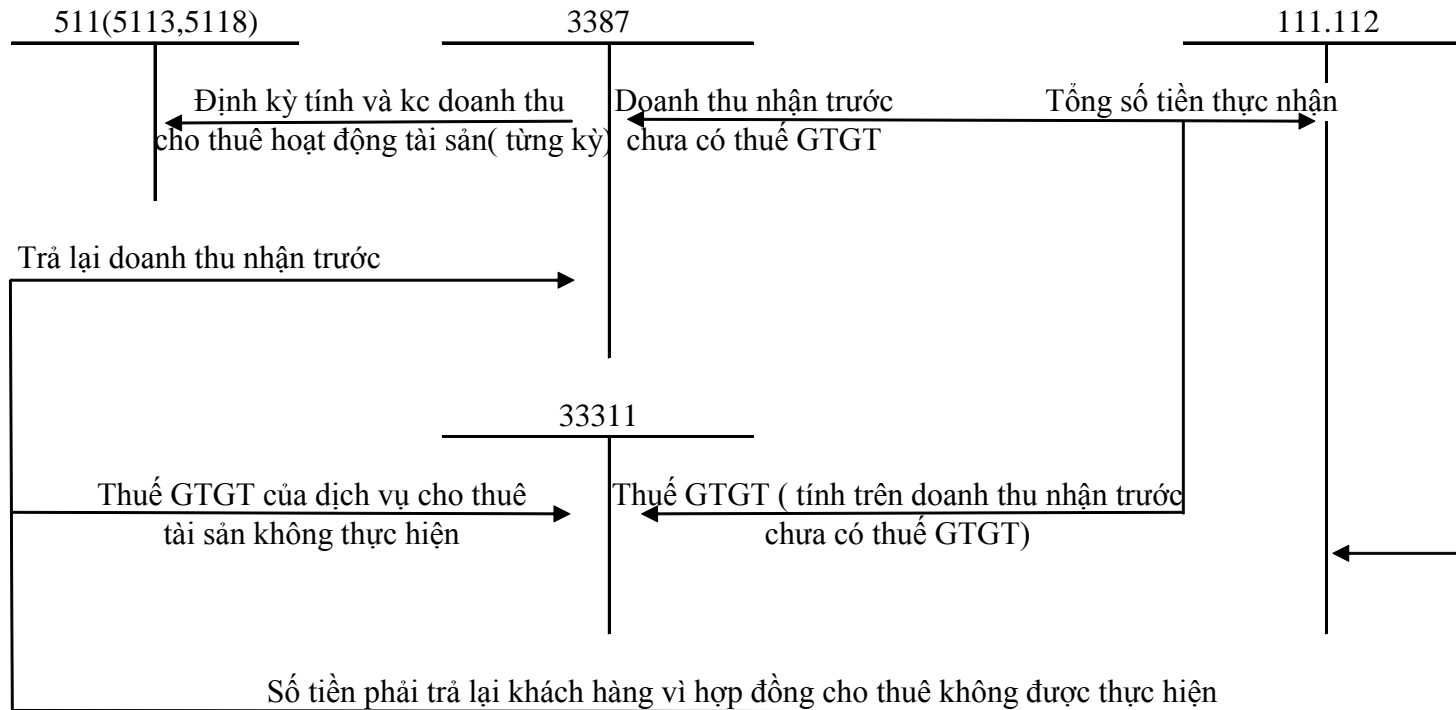 511(5113,5118)
3387
111.112
Định kỳ tính và kc doanh thu
cho thuê hoạt động tài sản( từng kỳ)
Doanh thu nhận trước
chưa có thuế GTGT
Tổng số tiền thực nhận
Trả lại doanh thu nhận trước
33311
Thuế GTGT của dịch vụ cho thuê
tài sản không thực hiện
Thuế GTGT ( tính trên doanh thu nhận trước
chưa có thuế GTGT)
Số tiền phải trả lại khách hàng vì hợp đồng cho thuê không được thực hiện